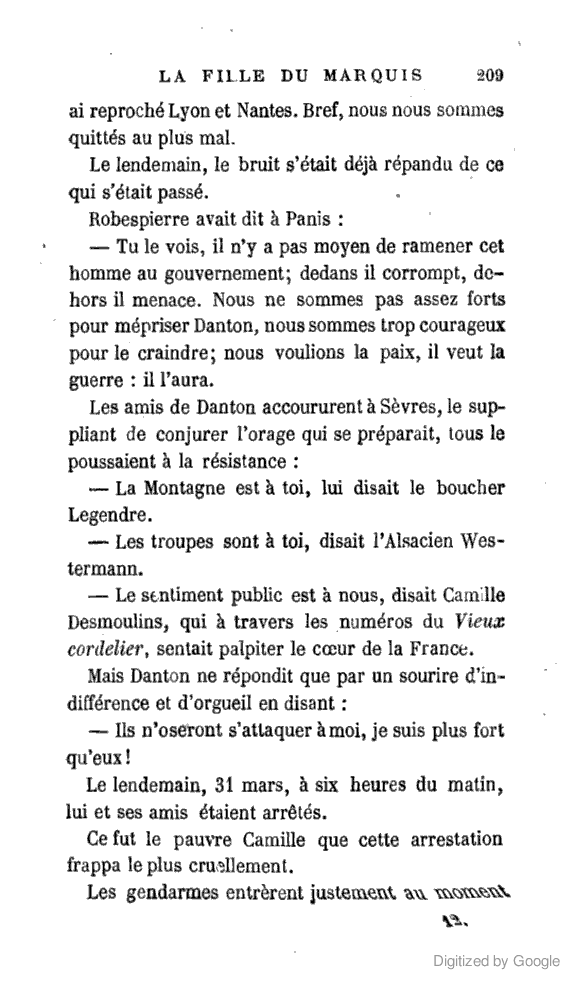 LA FILLE DU MARQUIS 209
ai reproché Lyon et Nantes. Bref, nous nous sommes
quittés au plus mal.
Le lendemain, le bruit s'était déjà répandu de ce
qui s'était passé.
Robespierre avait dit à Panis :
— Tu le vois, il n'y a pas moyen de ramener cet
homme au gouvernement; dedans il corrompt, de-
hors il menace. Nous ne sommes pas assez forts
pour mépriser Danton, nous sommes trop courageux
pour le craindre; nous voulions la paix, il veut la
guerre : il l'aura.
Les amis de Danton accoururent à Sèvres, le sup-
pliant de conjurer l'orage qui se préparait, tous le
poussaient à la résistance :
— La Montagne est à toi, lui disait le boucher
Legendre.
— Les troupes sont à toi, disait l'Alsacien Wes-
termann.
— Le sentiment public est à nous, disait Camille
Desmoulins, qui à travers les numéros du Vieux
cordelier, sentait palpiter le cœur de la France.
Mais Danton ne répondit que par un sourire d'in-
différence et d'orgueil en disant :
— Ils n'oseront s'attaquer à moi, je suis plus fort
qu'eux!
Le lendemain, 31 mars, à six heures du matin,
lui et ses amis étaient arrêtés.
Ce fut le pauvre Camille que cette arrestation
frappa le plus cruellement.
Les gendarmes entrèrent justement au moment
12.
Digitized by Google